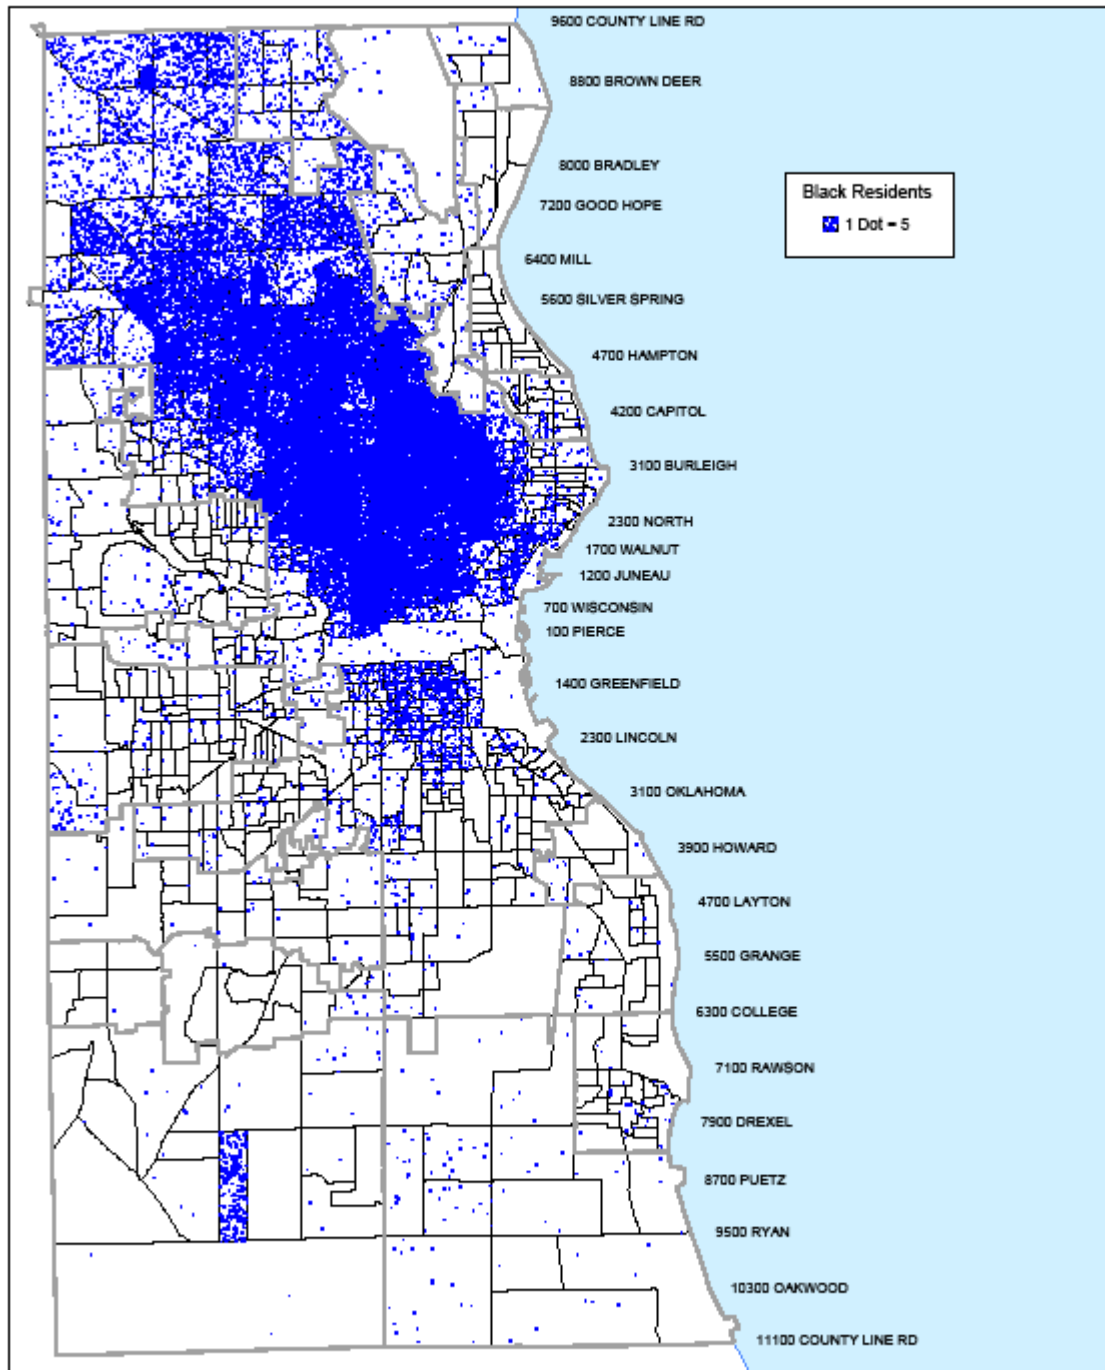 9600 COUNTY LINE RD
8800 BROWN DEER
8000 BRADLEY
Black Residents
1 Dot = 5
7200 GOOD HOPE
6400 MILL
5600 SILVER SPRING
4700 HAMPTON
4200 CAPITOL
3100 BURLEIGH
2300 NORTH
1700 WALNUT
1200 JUNEAU
700 WISCONSIN
100 PIERCE
1400 GREENFIELD
2300 LINCOLN
3100 OKLAHOMA
3900 HOWARD
4700 LAYTON
5500 GRANGE
6300 COLLEGE
7100 RAWSON
7900 DREXEL
8700 PUETZ
9500 RYAN
10300 OAKWOOD
11100 COUNTY LINE RD